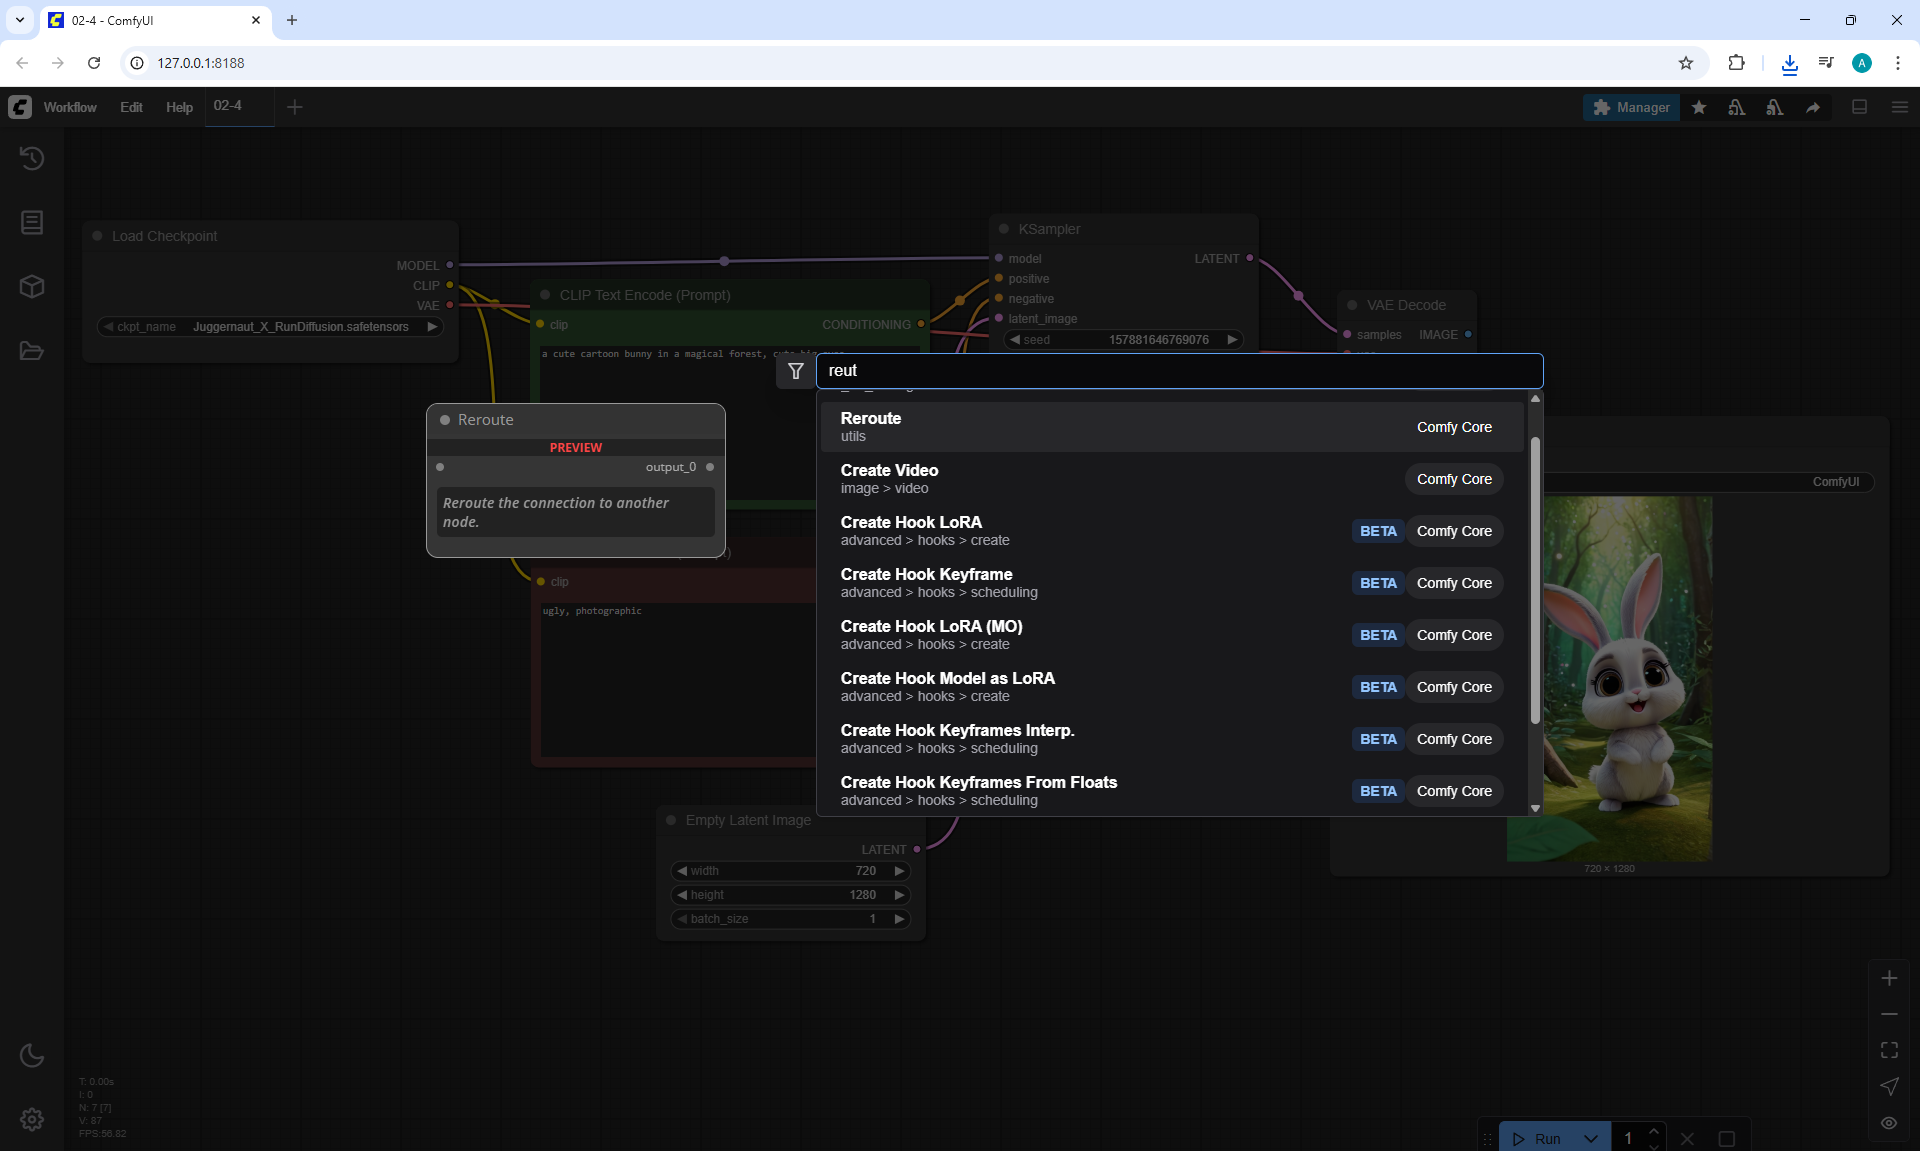 02-4 - ComfyUI
127.0.0.1:8188
Workflow
Edit
Help
02-4
Manager
Load Checkpoint
MODEL
CLIP
VAE
ckpt_name Juggernaut_X_RunDiffusion.safetensors
CLIP Text Encode (Prompt)
clip CONDITIONING
a cute cartoon bunny in a magical forest,
KSampler
model LATENT
positive
negative
latent_image
seed 157881646769076
VAE Decode
samples IMAGE
reut
Reroute
utils
Comfy Core
Create Video
image > video
Comfy Core
Create Hook LoRA
advanced > hooks > create
BETA Comfy Core
Create Hook Keyframe
advanced > hooks > scheduling
BETA Comfy Core
Create Hook LoRA (MO)
advanced > hooks > create
BETA Comfy Core
Create Hook Model as LoRA
advanced > hooks > create
BETA Comfy Core
Create Hook Keyframes Interp.
advanced > hooks > scheduling
BETA Comfy Core
Create Hook Keyframes From Floats
advanced > hooks > scheduling
BETA Comfy Core
Reroute
PREVIEW
output_0
Reroute the connection to another
node.
clip
ugly, photographic
ComfyUI
720 × 1280
Empty Latent Image
LATENT
width 720
height 1280
batch_size 1
T: 0.00s
I: 0
N: 7 [7]
V: 87
FPS:56.82
Run 1
A